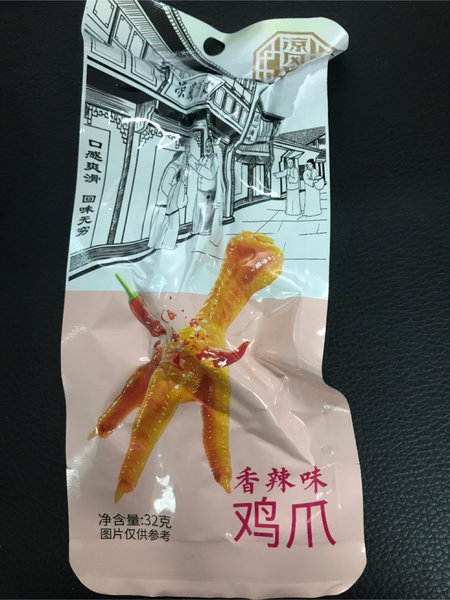 口感爽滑
回味无穷
香辣味
鸡爪
净含量:32克
图片仅供参考